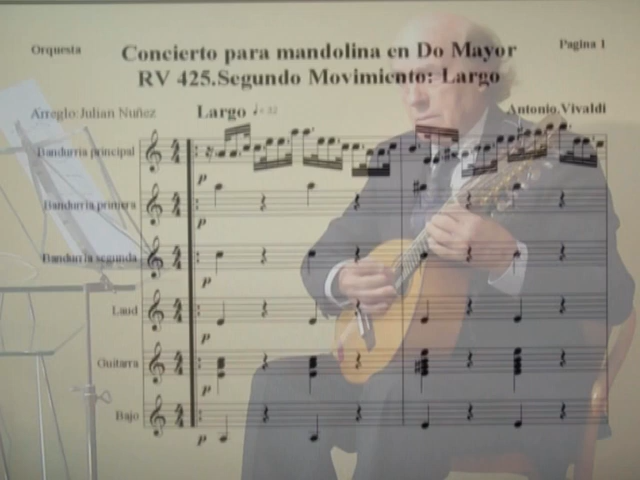 Orquesta
Concierto para mandolina en Do Mayor
Pagina 1
RV 425.Segundo Movimiento: Largo
Arreglo:Julian Nuñez
Largo ♩= 32
Antonio.Vivaldi
Bandurria principal
p
Bandurria primera
p
Bandurria segunda
p
Laud
p
Guitarra
p
Bajo
p